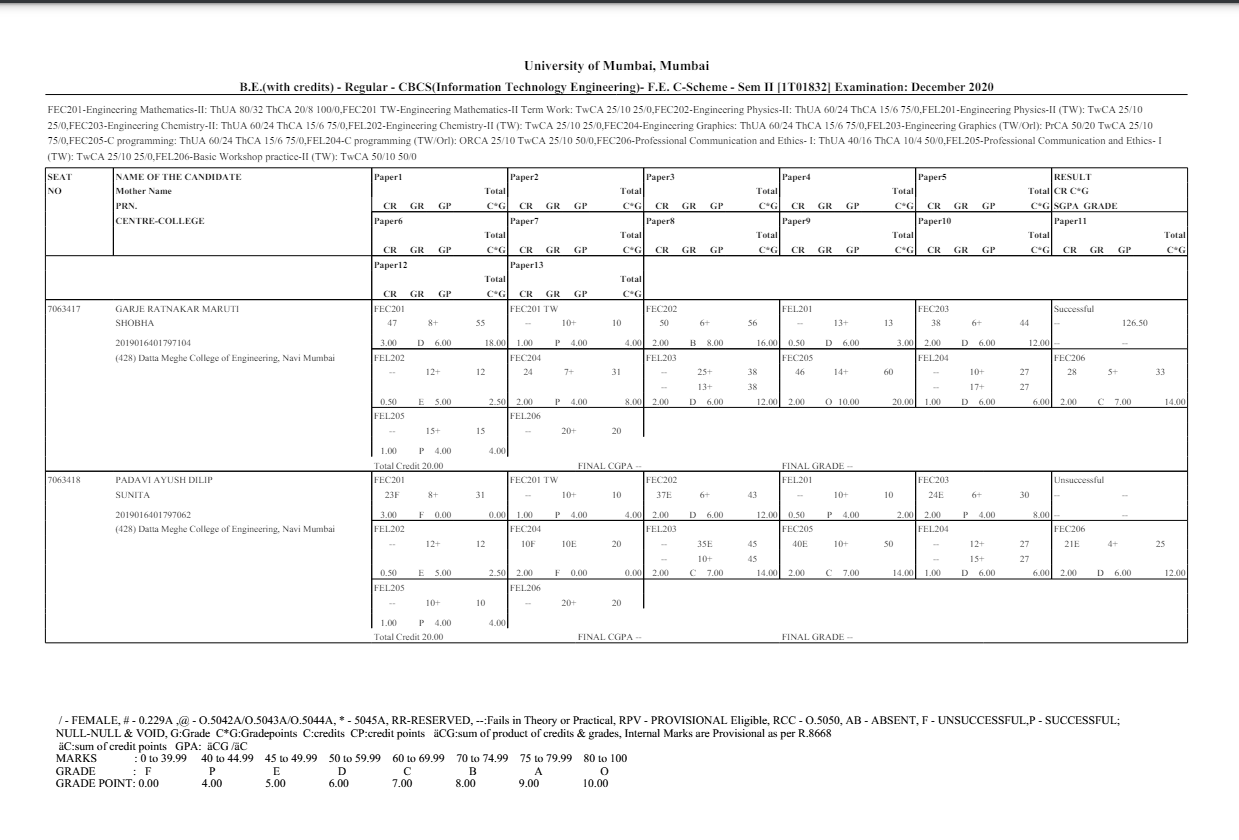 University of Mumbai, Mumbai
B.E.(with credits) - Regular - CBCS(Information Technology Engineering)- F.E. C-Scheme - Sem II [1T01832] Examination: December 2020
FEC201-Engineering Mathematics-II: ThUA 80/32 ThCA 20/8 100/0,FEC201 TW-Engineering Mathematics-II Term Work: TwCA 25/10 25/0,FEC202-Engineering Physics-II: ThUA 60/24 ThCA 15/6 75/0,FEL201-Engineering Physics-II (TW): TwCA 25/10
25/0,FEC203-Engineering Chemistry-II: ThUA 60/24 ThCA 15/6 75/0,FEL202-Engineering Chemistry-II (TW): TwCA 25/10 25/0,FEC204-Engineering Graphics: ThUA 60/24 ThCA 15/6 75/0,FEL203-Engineering Graphics (TW/Orl): PrCA 50/20 TwCA 25/10
75/0,FEC205-C programming: ThUA 60/24 ThCA 15/6 75/0,FEL204-C programming (TW/Orl): ORCA 25/10 TwCA 25/10 50/0,FEC206-Professional Communication and Ethics- I: ThUA 40/16 ThCA 10/4 50/0,FEL205-Professional Communication and Ethics- I
(TW): TwCA 25/10 25/0,FEL206-Basic Workshop practice-II (TW): TwCA 50/10 50/0
SEAT NAME OF THE CANDIDATE Paper1 Paper2 Paper3 Paper4 Paper5 RESULT
NO Mother Name Total Total Total Total Total CR C*G
PRN. CR GR GP C*G CR GR GP C*G CR GR GP C*G CR GR GP C*G CR GR GP C*G SGPA GRADE
CENTRE-COLLEGE Paper6 Paper7 Paper8 Paper9 Paper10 Paper11
Total Total Total Total Total Total
CR GR GP C*G CR GR GP C*G CR GR GP C*G CR GR GP C*G CR GR GP C*G CR GR GP C*G
Paper12 Paper13
Total Total
CR GR GP C*G CR GR GP C*G
7063417 GARJE RATNAKAR MARUTI FEC201 FEC201 TW FEC202 FEL201 FEC203 Successful
SHOBHA 47 8+ 55 -- 10+ 10 50 6+ 56 -- 13+ 13 38 6+ 44 -- 126.50
2019016401797104 3.00 D 6.00 18.00 1.00 P 4.00 4.00 2.00 B 8.00 16.00 0.50 D 6.00 3.00 2.00 D 6.00 12.00 -- --
(428) Datta Meghe College of Engineering, Navi Mumbai FEL202 FEC204 FEL203 FEC205 FEL204 FEC206
-- 12+ 12 24 7+ 31 -- 25+ 38 46 14+ 60 -- 10+ 27 28 5+ 33
-- 13+ 38 -- 17+ 27
0.50 E 5.00 2.50 2.00 P 4.00 8.00 2.00 D 6.00 12.00 2.00 O 10.00 20.00 1.00 D 6.00 6.00 2.00 C 7.00 14.00
FEL205 FEL206
-- 15+ 15 -- 20+ 20
1.00 P 4.00 4.00
Total Credit 20.00 FINAL CGPA -- FINAL GRADE --
7063418 PADAVI AYUSH DILIP FEC201 FEC201 TW FEC202 FEL201 FEC203 Unsuccessful
SUNITA 23F 8+ 31 -- 10+ 10 37E 6+ 43 -- 10+ 10 24E 6+ 30 -- --
2019016401797062 3.00 F 0.00 0.00 1.00 P 4.00 4.00 2.00 D 6.00 12.00 0.50 P 4.00 2.00 2.00 P 4.00 8.00 -- --
(428) Datta Meghe College of Engineering, Navi Mumbai FEL202 FEC204 FEL203 FEC205 FEL204 FEC206
-- 12+ 12 10F 10E 20 -- 35E 45 40E 10+ 50 -- 12+ 27 21E 4+ 25
-- 10+ 45 -- 15+ 27
0.50 E 5.00 2.50 2.00 F 0.00 0.00 2.00 C 7.00 14.00 2.00 C 7.00 14.00 1.00 D 6.00 6.00 2.00 D 6.00 12.00
FEL205 FEL206
-- 10+ 10 -- 20+ 20
1.00 P 4.00 4.00
Total Credit 20.00 FINAL CGPA -- FINAL GRADE --
/ - FEMALE, # - 0.229A ,@ - O.5042A/O.5043A/O.5044A, * - 5045A, RR-RESERVED, --:Fails in Theory or Practical, RPV - PROVISIONAL Eligible, RCC - O.5050, AB - ABSENT, F - UNSUCCESSFUL,P - SUCCESSFUL;
NULL-NULL & VOID, G:Grade C*G:Gradepoints C:credits CP:credit points äCG:sum of product of credits & grades, Internal Marks are Provisional as per R.8668
äC:sum of credit points GPA: äCG /äC
MARKS : 0 to 39.99 40 to 44.99 45 to 49.99 50 to 59.99 60 to 69.99 70 to 74.99 75 to 79.99 80 to 100
GRADE : F P E D C B A O
GRADE POINT: 0.00 4.00 5.00 6.00 7.00 8.00 9.00 10.00